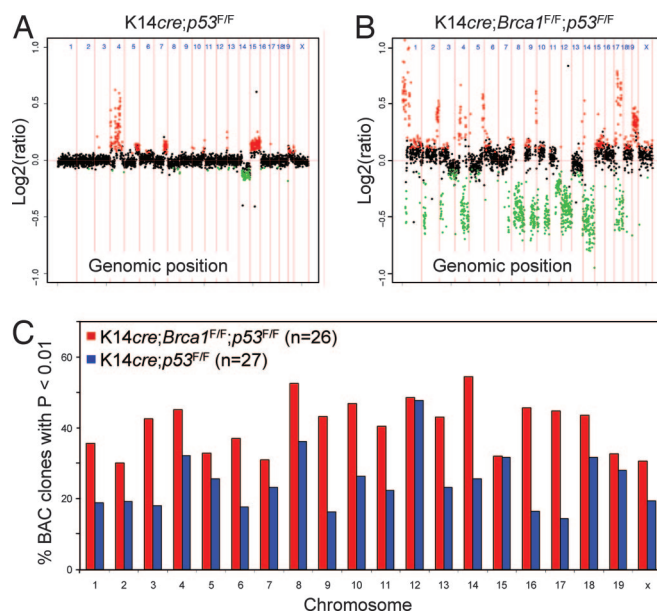 A
K14cre;p53F/F
1.0
0.5
0.0
−0.5
−1.0
Log2(ratio)
1 2 3 4 5 6 7 8 9 10 11 12 13 14 15 16 17 1819 X
Genomic position
B
K14cre;Brca1F/F;p53F/F
1.0
0.5
0.0
−0.5
−1.0
Log2(ratio)
1 2 3 4 5 6 7 8 9 10 11 12 13 14 15 16 17 18 19 X
Genomic position
C
K14cre;Brca1F/F;p53F/F (n=26)
K14cre;p53F/F (n=27)
60
40
20
0
% BAC clones with P < 0.01
1 2 3 4 5 6 7 8 9 10 11 12 13 14 15 16 17 18 19 x
Chromosome